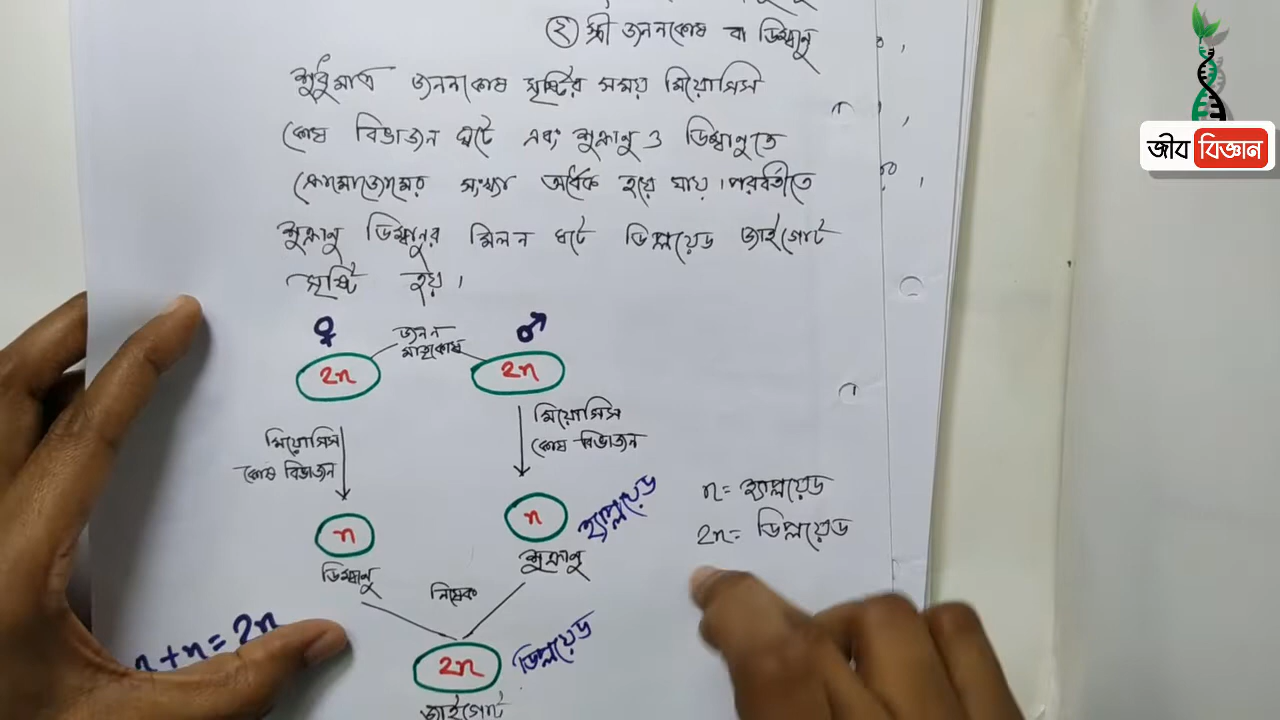 ② স্ত্রী জননকোষ বা ডিম্বানু
শুধুমাত্র জননকোষ সৃষ্টির সময় মিয়োসিস
কোষ বিভাজন ঘটে এবং শুক্রানু ও ডিম্বানুতে
ক্রোমোজোমের সংখ্যা অর্ধেক হয়ে যায়। পরবর্তীতে
শুক্রানু ডিম্বানুর মিলন ঘটে ডিপ্লয়েড জাইগোট
সৃষ্টি হয়।
♀ ♂
জনন
মাতৃকোষ
2n 2n
মিয়োসিস
কোষ বিভাজন
মিয়োসিস
কোষ বিভাজন
n n হ্যাপ্লয়েড
ডিম্বানু শুক্রানু
n = হ্যাপ্লয়েড
2n = ডিপ্লয়েড
নিষেক
n + n = 2n
2n ডিপ্লয়েড
জাইগোট
জীব বিজ্ঞান